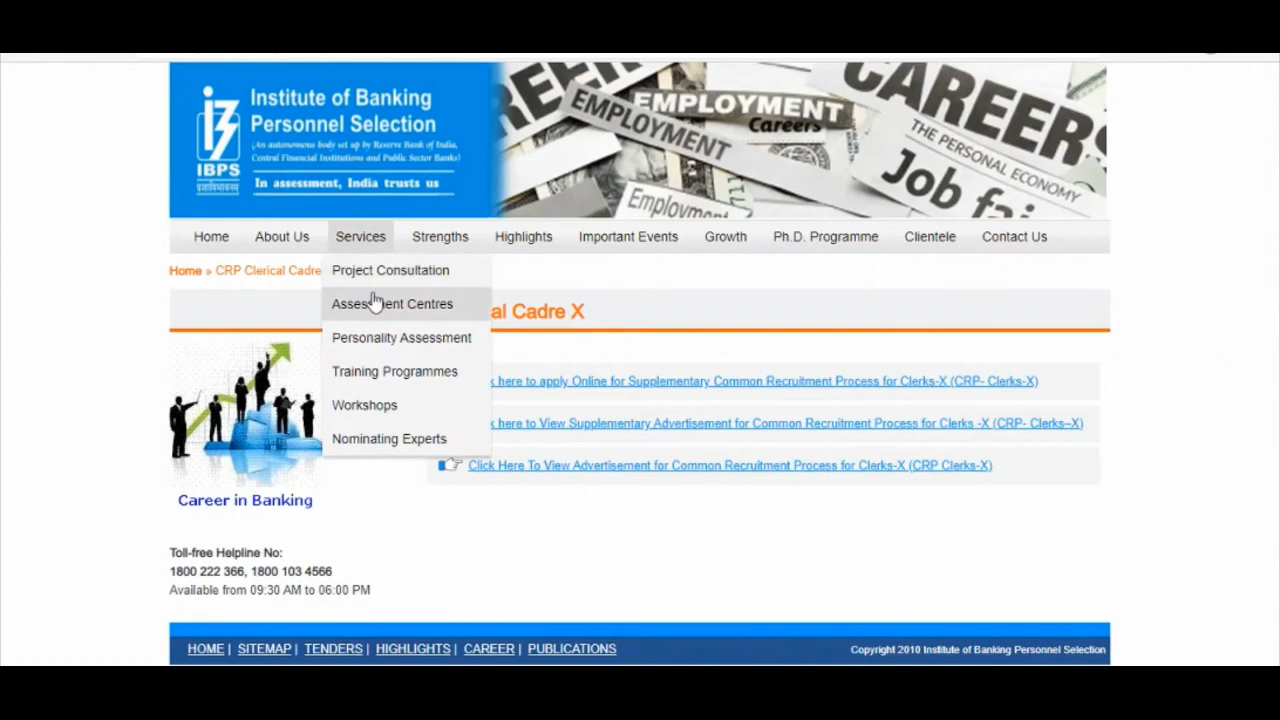 Institute of Banking
Personnel Selection
(An autonomous body set up by Reserve Bank of India,
Central Financial Institutions and Public Sector Banks)
IBPS
In assessment, India trusts us
EMPLOYMENT
EMPLOYMENT
Careers
CAREERS
THE PERSONAL ECONOMY
Job fai
Employment
Home About Us Services Strengths Highlights Important Events Growth Ph.D. Programme Clientele Contact Us
Home » CRP Clerical Cadre
Project Consultation
Assessment Centres
Personality Assessment
Training Programmes
Workshops
Nominating Experts
al Cadre X
k here to apply Online for Supplementary Common Recruitment Process for Clerks-X (CRP- Clerks-X)
k here to View Supplementary Advertisement for Common Recruitment Process for Clerks -X (CRP- Clerks–X)
Click Here To View Advertisement for Common Recruitment Process for Clerks-X (CRP Clerks-X)
Career in Banking
Toll-free Helpline No:
1800 222 366, 1800 103 4566
Available from 09:30 AM to 06:00 PM
HOME | SITEMAP | TENDERS | HIGHLIGHTS | CAREER | PUBLICATIONS
Copyright 2010 Institute of Banking Personnel Selection